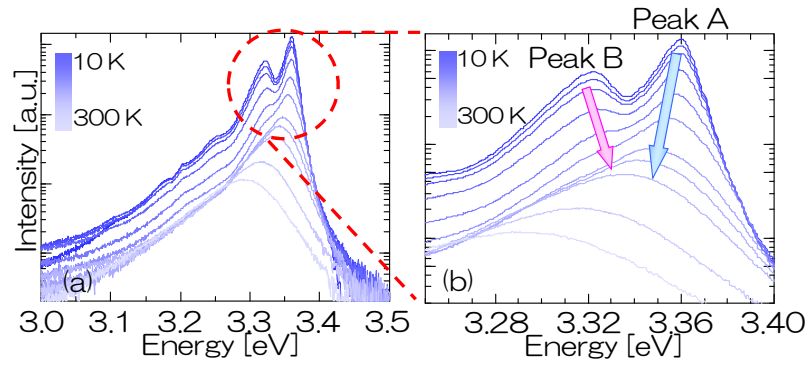 Peak A
10 K
300 K
Peak B
10 K
300 K
Intensity [a.u.]
(a)
(b)
3.0 3.1 3.2 3.3 3.4 3.5
3.28 3.32 3.36 3.40
Energy [eV]
Energy [eV]